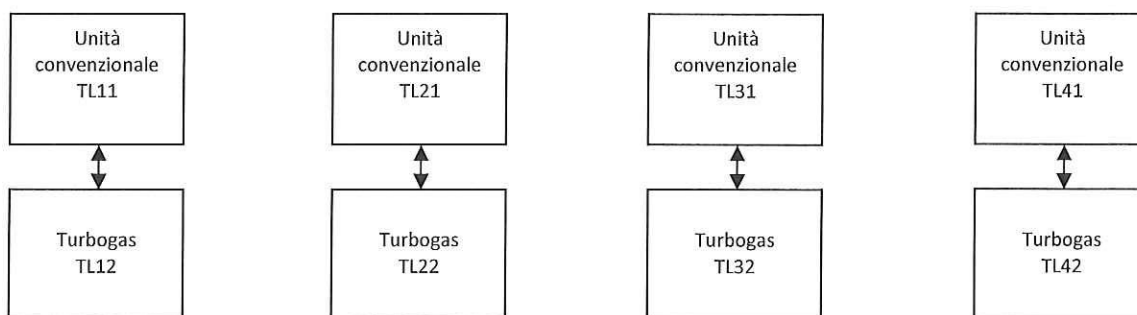 Unità
convenzionale
TL11
Unità
convenzionale
TL21
Unità
convenzionale
TL31
Unità
convenzionale
TL41
Turbogas
TL12
Turbogas
TL22
Turbogas
TL32
Turbogas
TL42